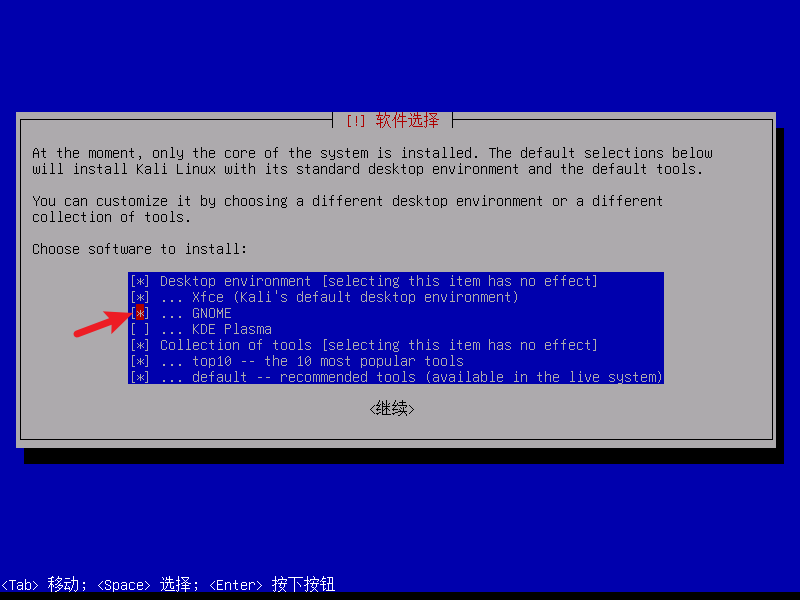 [!] 软件选择
At the moment, only the core of the system is installed. The default selections below
will install Kali Linux with its standard desktop environment and the default tools.
You can customize it by choosing a different desktop environment or a different
collection of tools.
Choose software to install:
[*] Desktop environment [selecting this item has no effect]
[*] ... Xfce (Kali's default desktop environment)
[*] ... GNOME
[ ] ... KDE Plasma
[*] Collection of tools [selecting this item has no effect]
[*] ... top10 -- the 10 most popular tools
[*] ... default -- recommended tools (available in the live system)
<继续>
<Tab> 移动; <Space> 选择; <Enter> 按下按钮